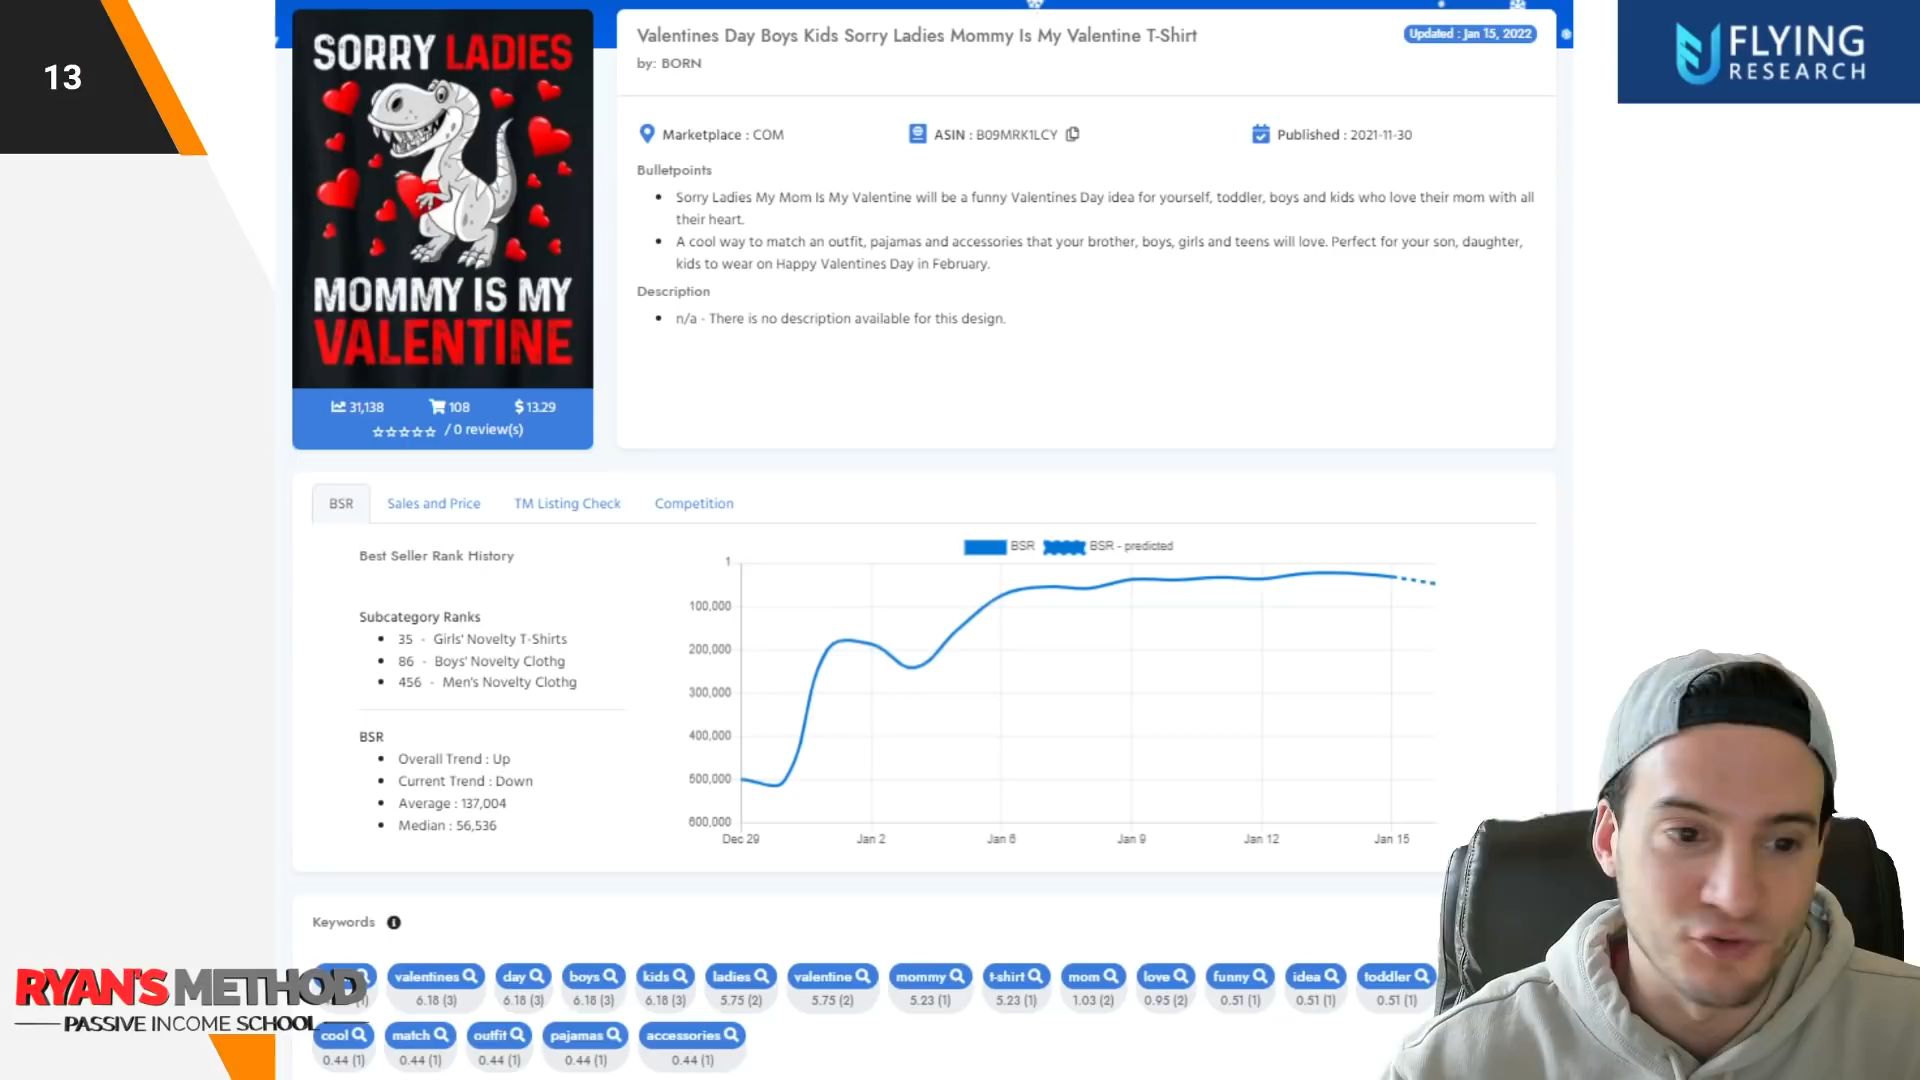 13
SORRY LADIES
MOMMY IS MY
VALENTINE
31,138
108
$ 13.29
/ 0 review(s)
Valentines Day Boys Kids Sorry Ladies Mommy Is My Valentine T-Shirt
Updated : Jan 15, 2022
by: BORN
Marketplace : COM
ASIN : B09MRK1LCY
Published : 2021-11-30
Bulletpoints
Sorry Ladies My Mom Is My Valentine will be a funny Valentines Day idea for yourself, toddler, boys and kids who love their mom with all
their heart.
A cool way to match an outfit, pajamas and accessories that your brother, boys, girls and teens will love. Perfect for your son, daughter,
kids to wear on Happy Valentines Day in February.
Description
n/a - There is no description available for this design.
FLYING
RESEARCH
BSR
Sales and Price
TM Listing Check
Competition
Best Seller Rank History
Subcategory Ranks
35 - Girls' Novelty T-Shirts
86 - Boys' Novelty Clothg
456 - Men's Novelty Clothg
BSR
Overall Trend : Up
Current Trend : Down
Average : 137,004
Median : 56,536
BSR
BSR - predicted
1
100,000
200,000
300,000
400,000
500,000
600,000
Dec 29
Jan 2
Jan 6
Jan 9
Jan 12
Jan 15
Keywords
valentines
day
boys
kids
ladies
valentine
mommy
t-shirt
mom
love
funny
idea
toddler
(1)
6.18 (3)
6.18 (3)
6.18 (3)
6.18 (3)
5.75 (2)
5.75 (2)
5.23 (1)
5.23 (1)
1.03 (2)
0.95 (2)
0.51 (1)
0.51 (1)
0.51 (1)
cool
match
outfit
pajamas
accessories
0.44 (1)
0.44 (1)
0.44 (1)
0.44 (1)
0.44 (1)
RYAN'S METHOD
PASSIVE INCOME SCHOOL